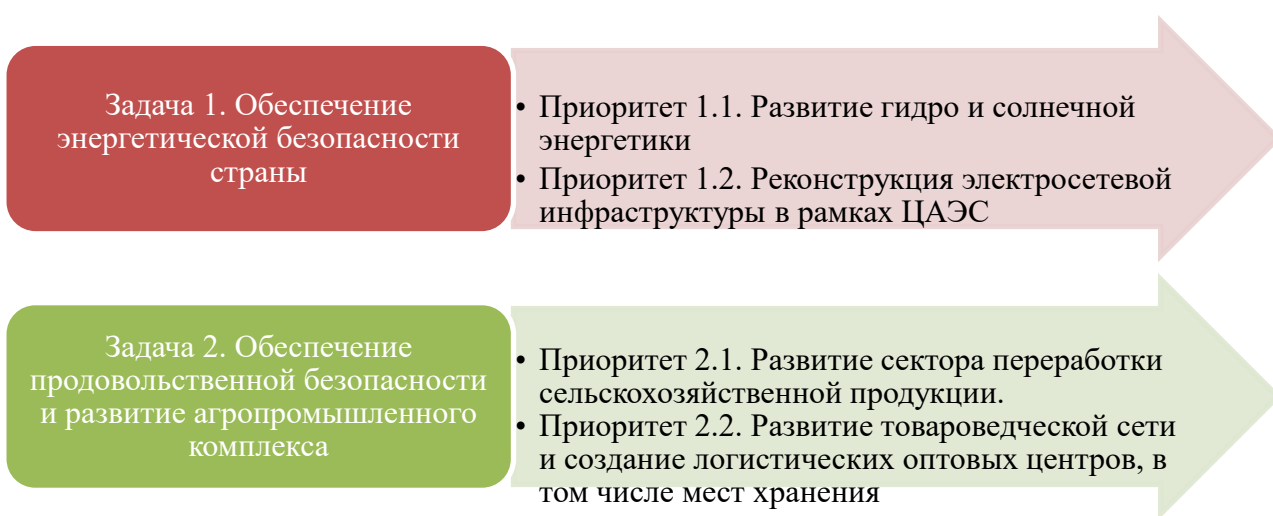 Задача 1. Обеспечение
энергетической безопасности
страны
• Приоритет 1.1. Развитие гидро и солнечной
энергетики
• Приоритет 1.2. Реконструкция электросетевой
инфраструктуры в рамках ЦАЭС
Задача 2. Обеспечение
продовольственной безопасности
и развитие агропромышленного
комплекса
• Приоритет 2.1. Развитие сектора переработки
сельскохозяйственной продукции.
• Приоритет 2.2. Развитие товароведческой сети
и создание логистических оптовых центров, в
том числе мест хранения